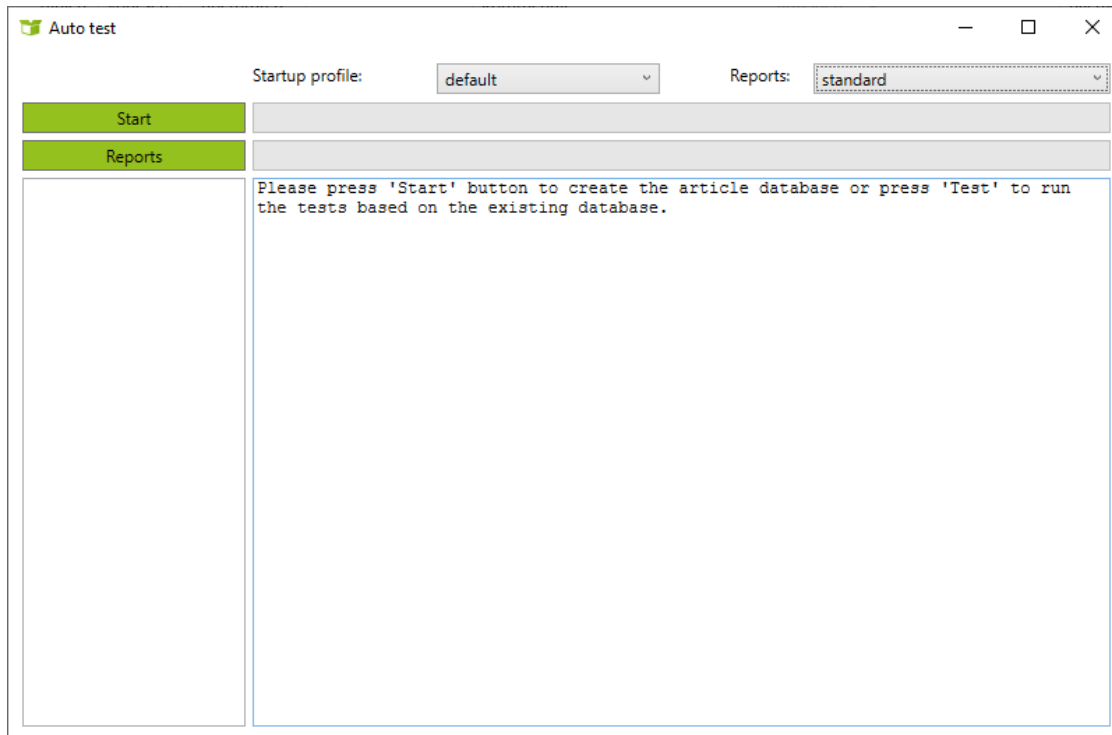 Auto test
Startup profile: default Reports: standard
Start
Reports
Please press 'Start' button to create the article database or press 'Test' to run
the tests based on the existing database.